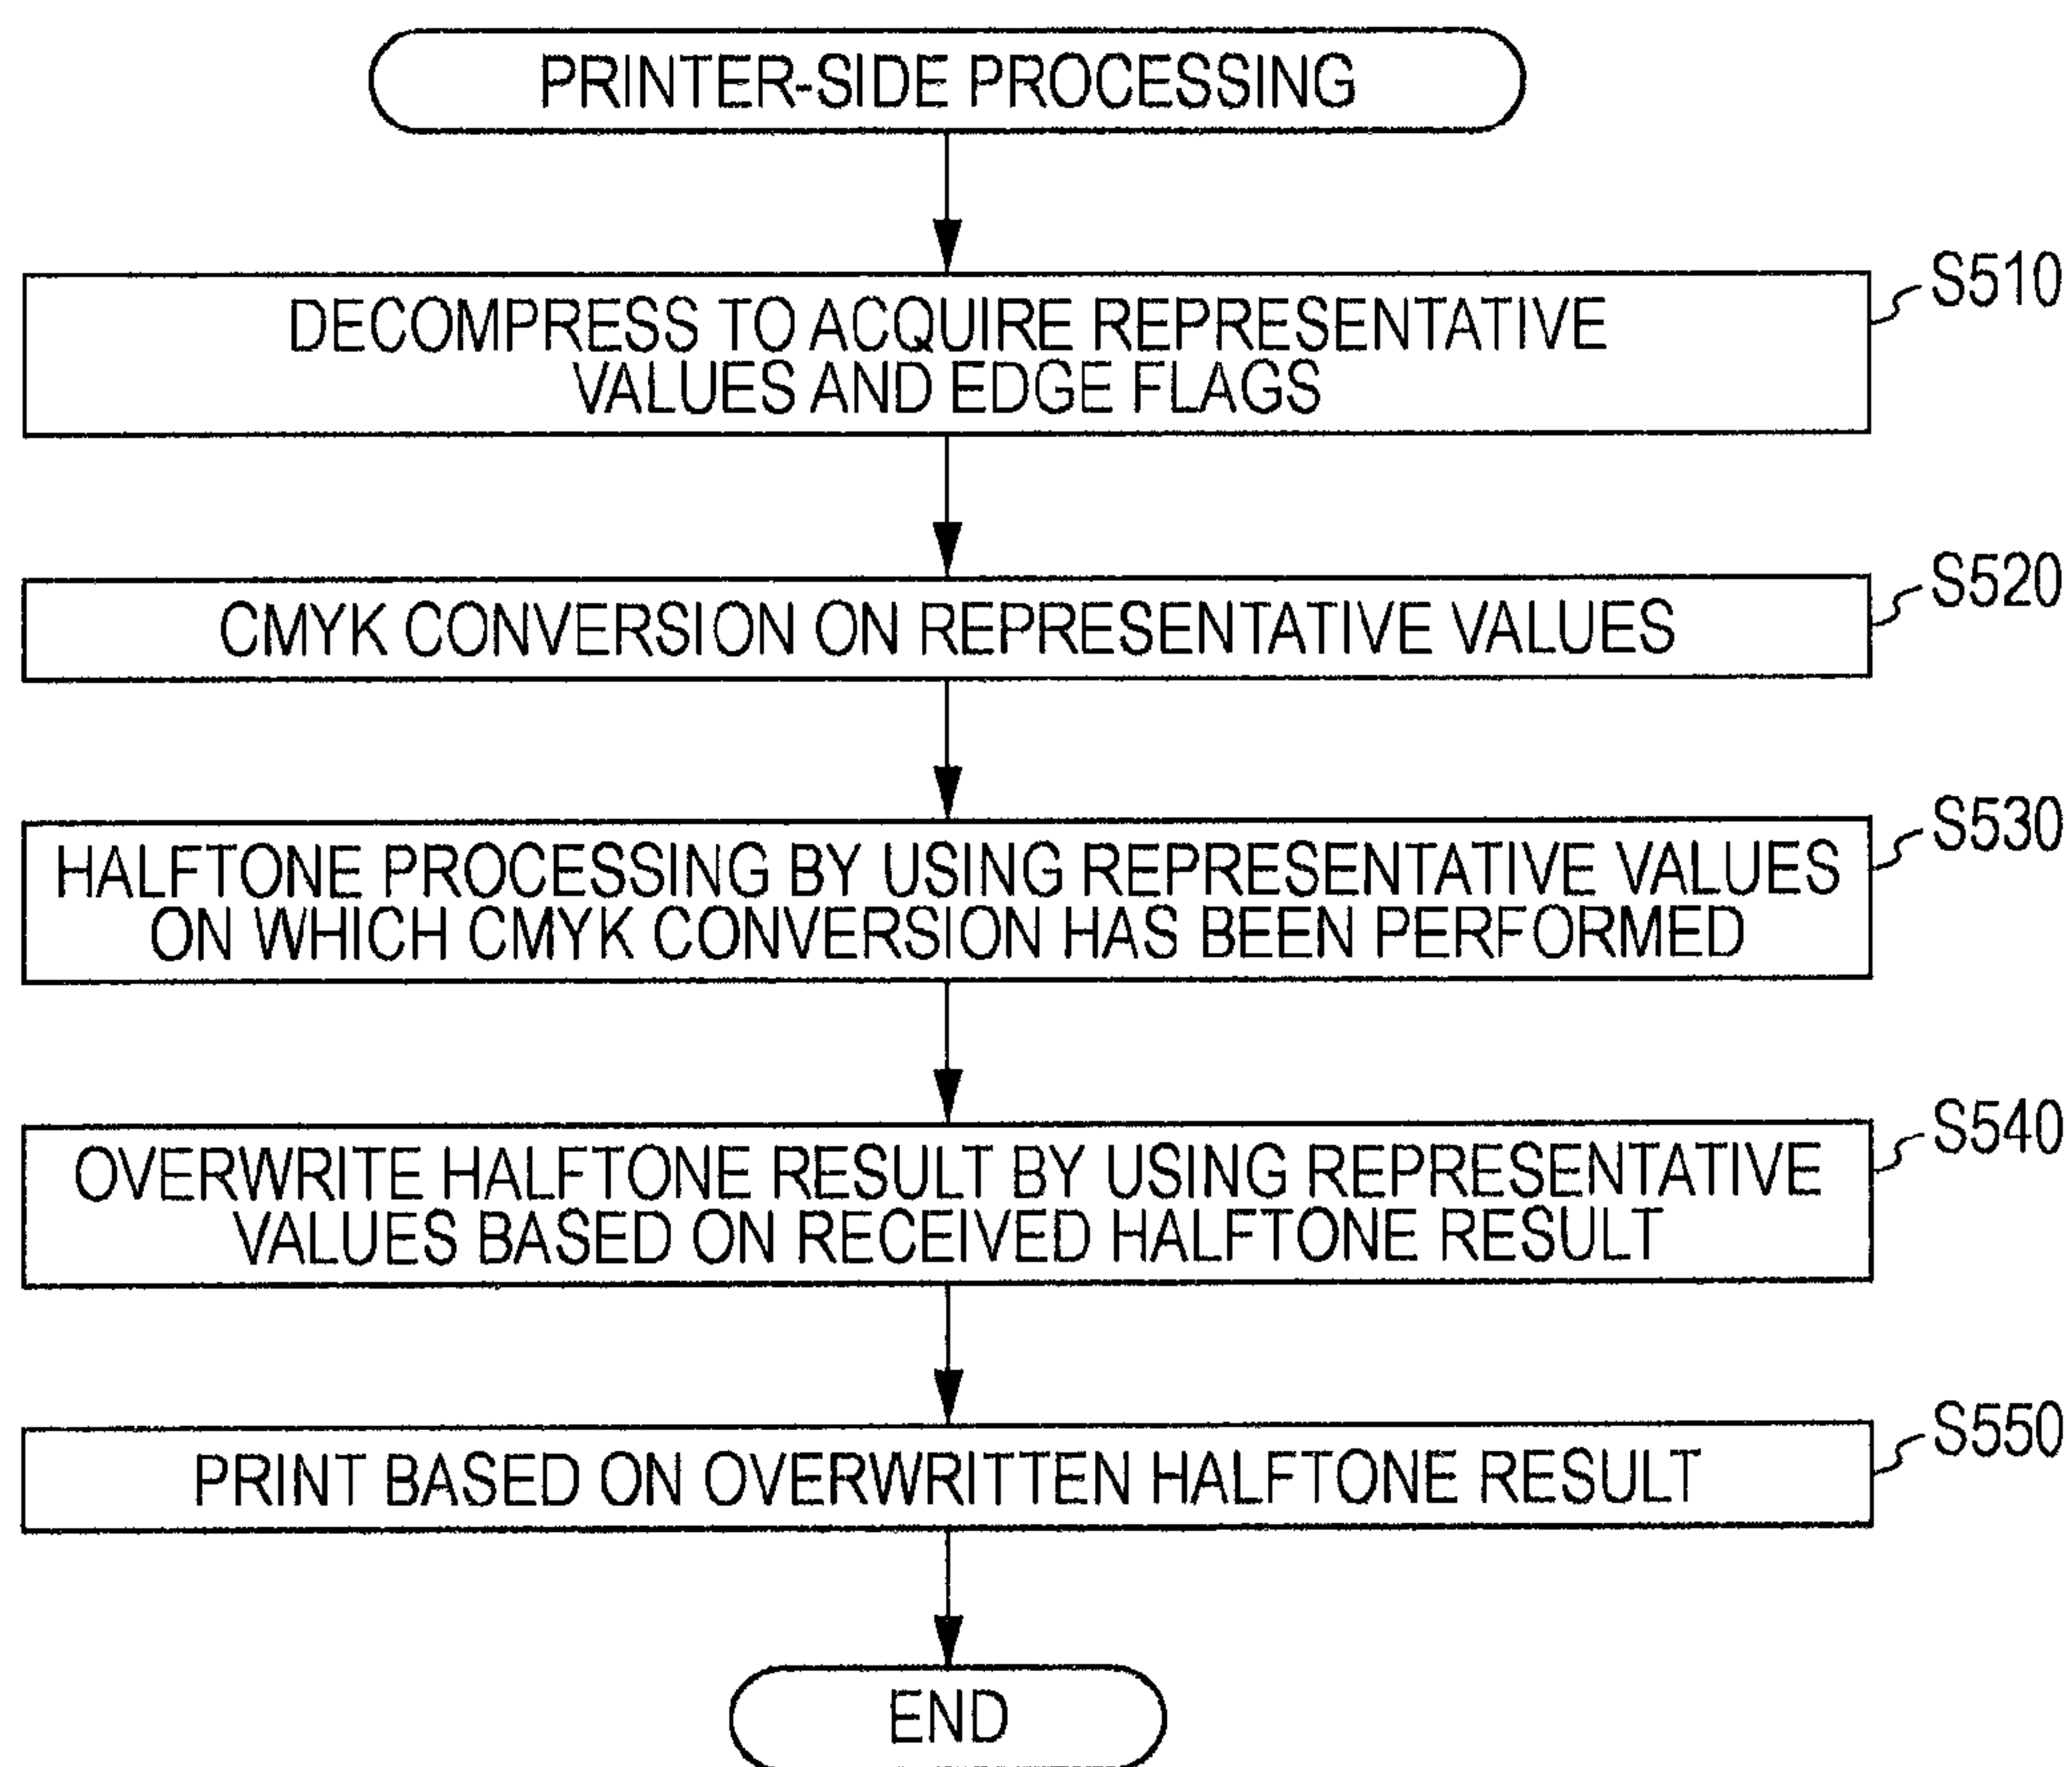 PRINTER-SIDE PROCESSING
S510
DECOMPRESS TO ACQUIRE REPRESENTATIVE
VALUES AND EDGE FLAGS
S520
CMYK CONVERSION ON REPRESENTATIVE VALUES
S530
HALFTONE PROCESSING BY USING REPRESENTATIVE VALUES
ON WHICH CMYK CONVERSION HAS BEEN PERFORMED
S540
OVERWRITE HALFTONE RESULT BY USING REPRESENTATIVE
VALUES BASED ON RECEIVED HALFTONE RESULT
S550
PRINT BASED ON OVERWRITTEN HALFTONE RESULT
END